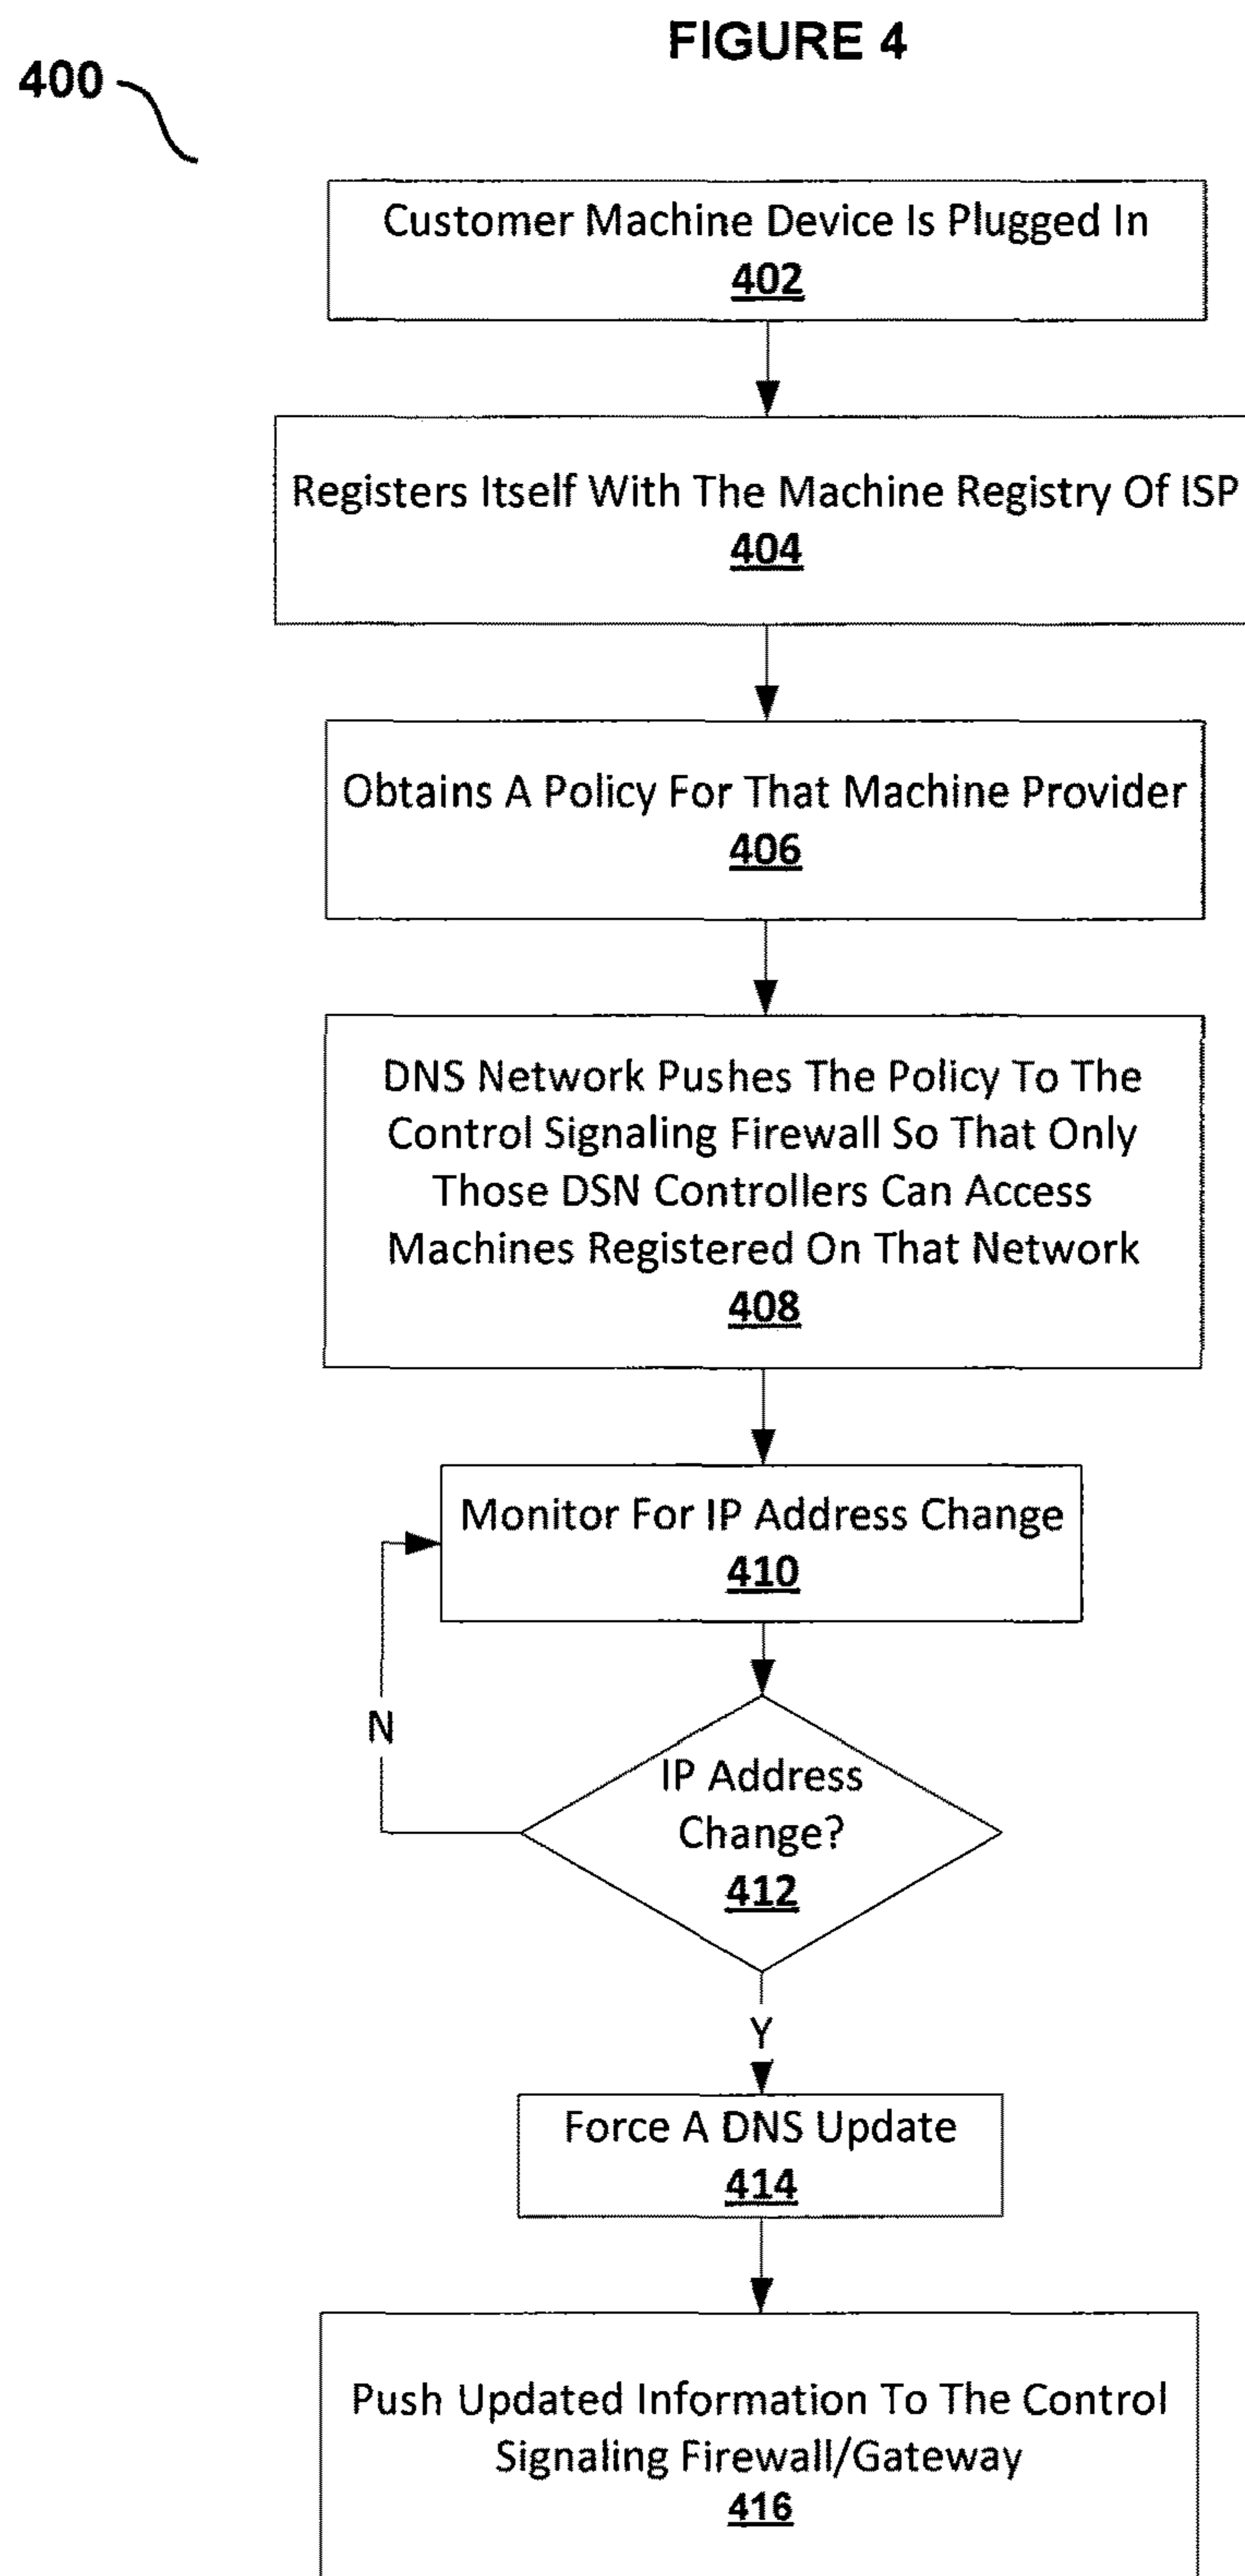 FIGURE 4
400
Customer Machine Device Is Plugged In
402
Registers Itself With The Machine Registry Of ISP
404
Obtains A Policy For That Machine Provider
406
DNS Network Pushes The Policy To The
Control Signaling Firewall So That Only
Those DSN Controllers Can Access
Machines Registered On That Network
408
Monitor For IP Address Change
410
N
IP Address
Change?
412
Y
Force A DNS Update
414
Push Updated Information To The Control
Signaling Firewall/Gateway
416